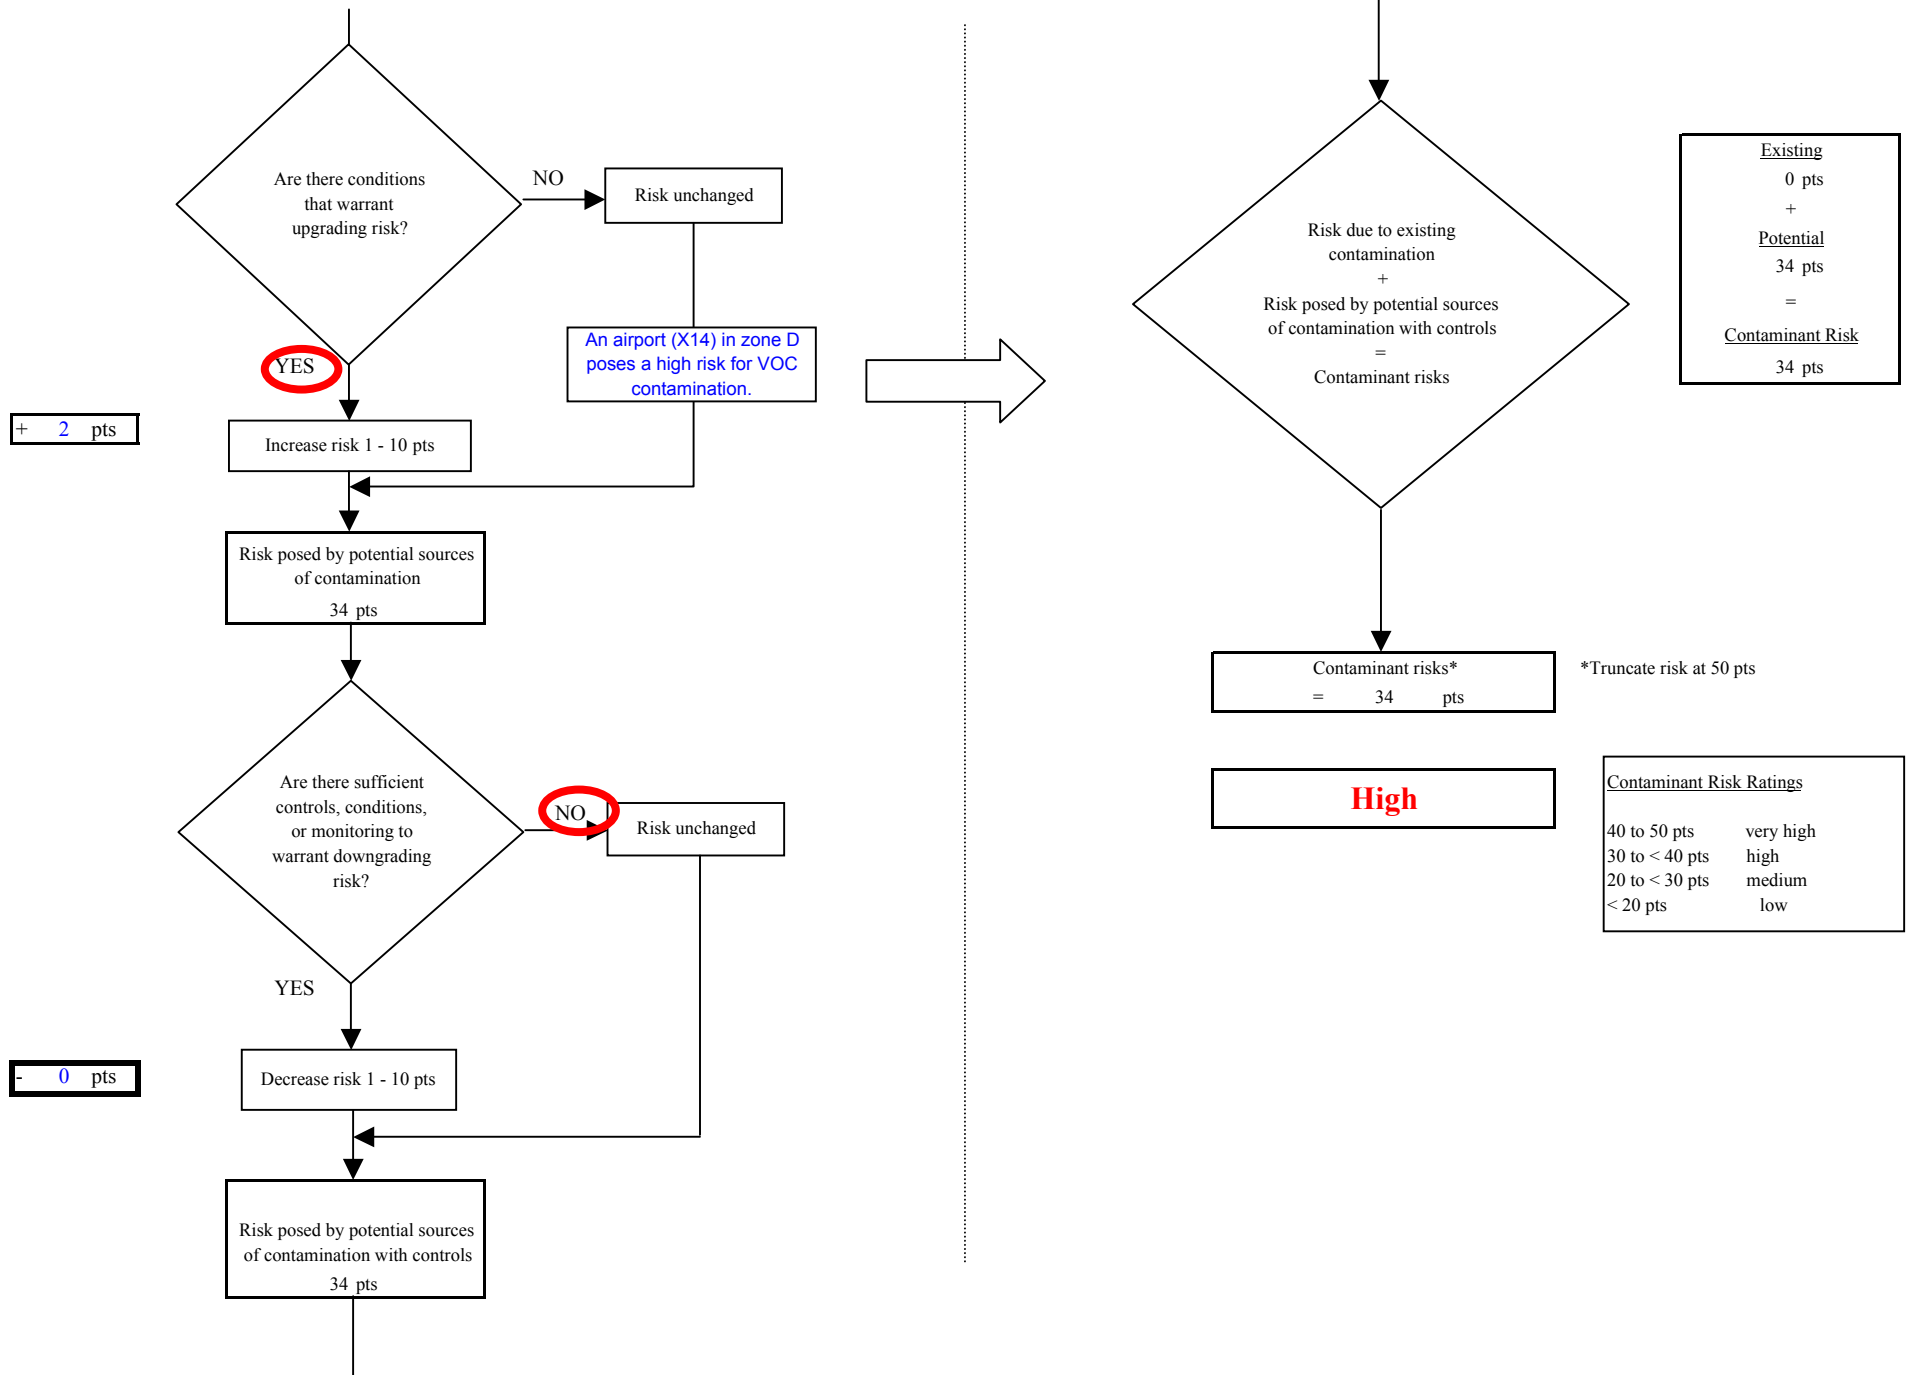 Are there conditions
that warrant
upgrading risk?
NO
Risk unchanged
An airport (X14) in zone D
poses a high risk for VOC
contamination.
YES
+ 2 pts
Increase risk 1 - 10 pts
Risk posed by potential sources
of contamination
34 pts
Are there sufficient
controls, conditions,
or monitoring to
warrant downgrading
risk?
NO
Risk unchanged
YES
- 0 pts
Decrease risk 1 - 10 pts
Risk posed by potential sources
of contamination with controls
34 pts
Risk due to existing
contamination
+
Risk posed by potential sources
of contamination with controls
=
Contaminant risks
Existing
0 pts
+
Potential
34 pts
=
Contaminant Risk
34 pts
Contaminant risks*
= 34 pts
*Truncate risk at 50 pts
High
Contaminant Risk Ratings
40 to 50 pts very high
30 to < 40 pts high
20 to < 30 pts medium
< 20 pts low